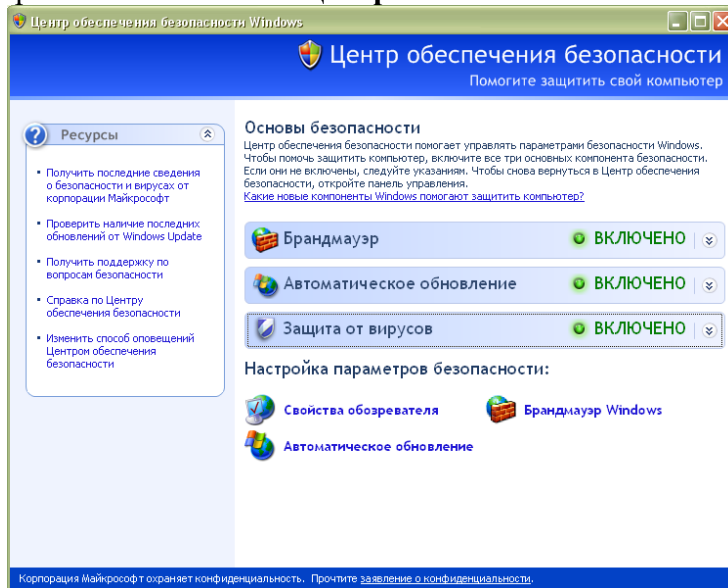 Центр обеспечения безопасности Windows
Центр обеспечения безопасности
Помогите защитить свой компьютер
Ресурсы
• Получить последние сведения
о безопасности и вирусах от
корпорации Майкрософт
• Проверить наличие последних
обновлений от Windows Update
• Получить поддержку по
вопросам безопасности
• Справка по Центру
обеспечения безопасности
• Изменить способ оповещений
Центром обеспечения
безопасности
Основы безопасности
Центр обеспечения безопасности помогает управлять параметрами безопасности Windows.
Чтобы помочь защитить компьютер, включите все три основных компонента безопасности.
Если они не включены, следуйте указаниям. Чтобы снова вернуться в Центр обеспечения
безопасности, откройте панель управления.
Какие новые компоненты Windows помогают защитить компьютер?
Брандмауэр ВКЛЮЧЕНО
Автоматическое обновление ВКЛЮЧЕНО
Защита от вирусов ВКЛЮЧЕНО
Настройка параметров безопасности:
Свойства обозревателя Брандмауэр Windows
Автоматическое обновление
Корпорация Майкрософт охраняет конфиденциальность. Прочтите заявление о конфиденциальности.